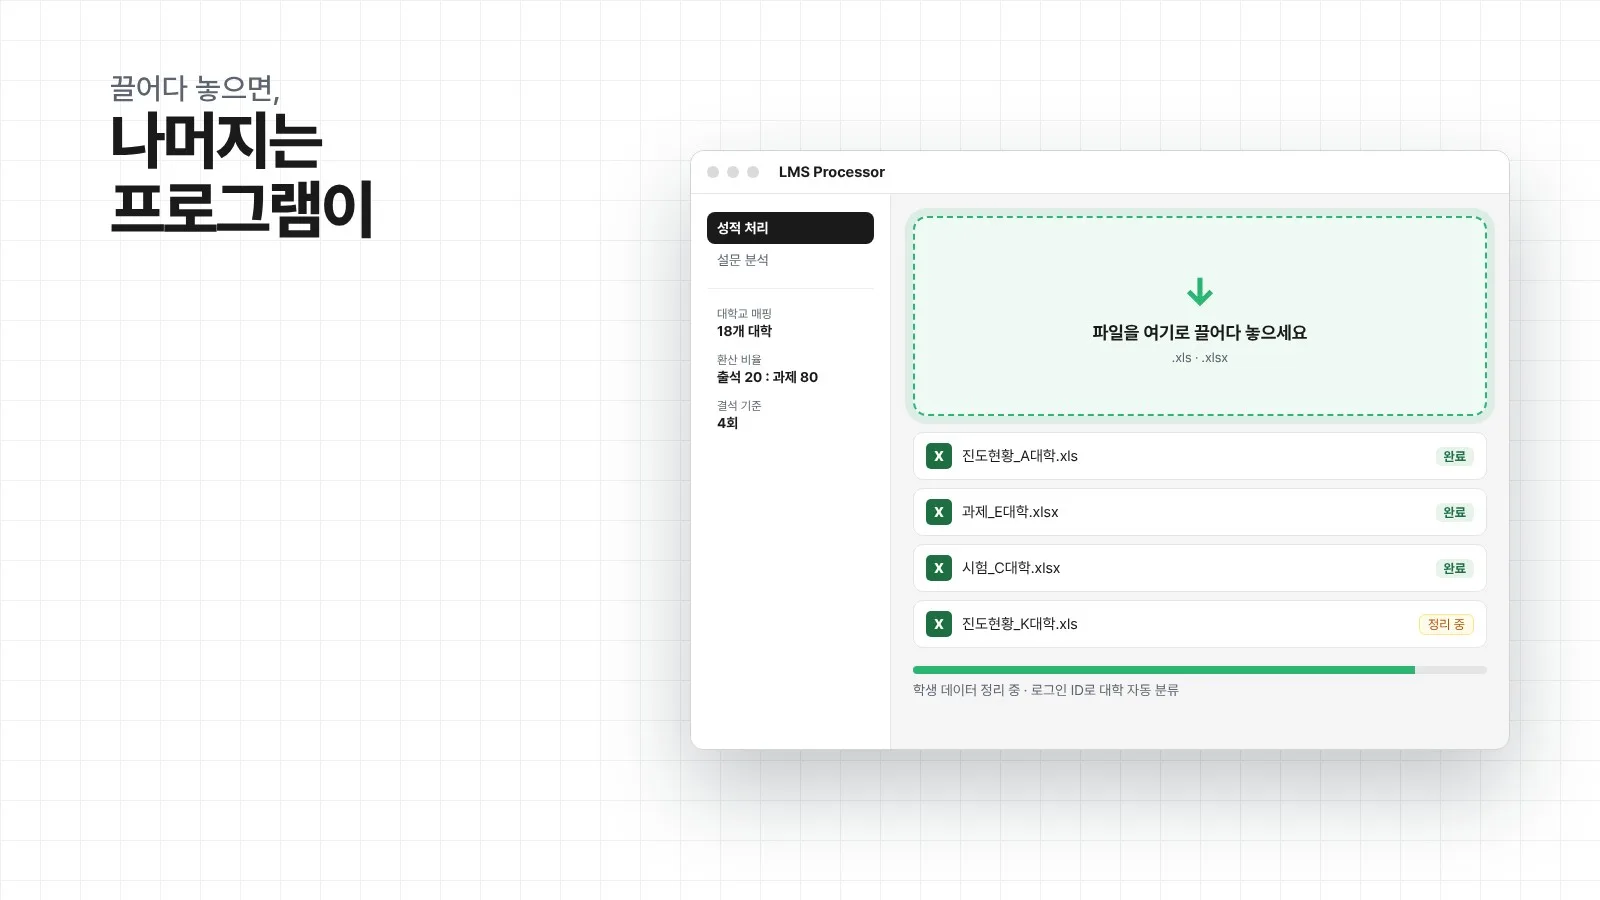 끌어다 놓으면,
나머지는
프로그램이
LMS Processor
성적 처리
설문 분석
대학교 매핑
18개 대학
환산 비율
출석 20 : 과제 80
결석 기준
4회
파일을 여기로 끌어다 놓으세요
.xls · .xlsx
X 진도현황_A대학.xls 완료
X 과제_E대학.xlsx 완료
X 시험_C대학.xlsx 완료
X 진도현황_K대학.xls 정리 중
학생 데이터 정리 중 · 로그인 ID로 대학 자동 분류